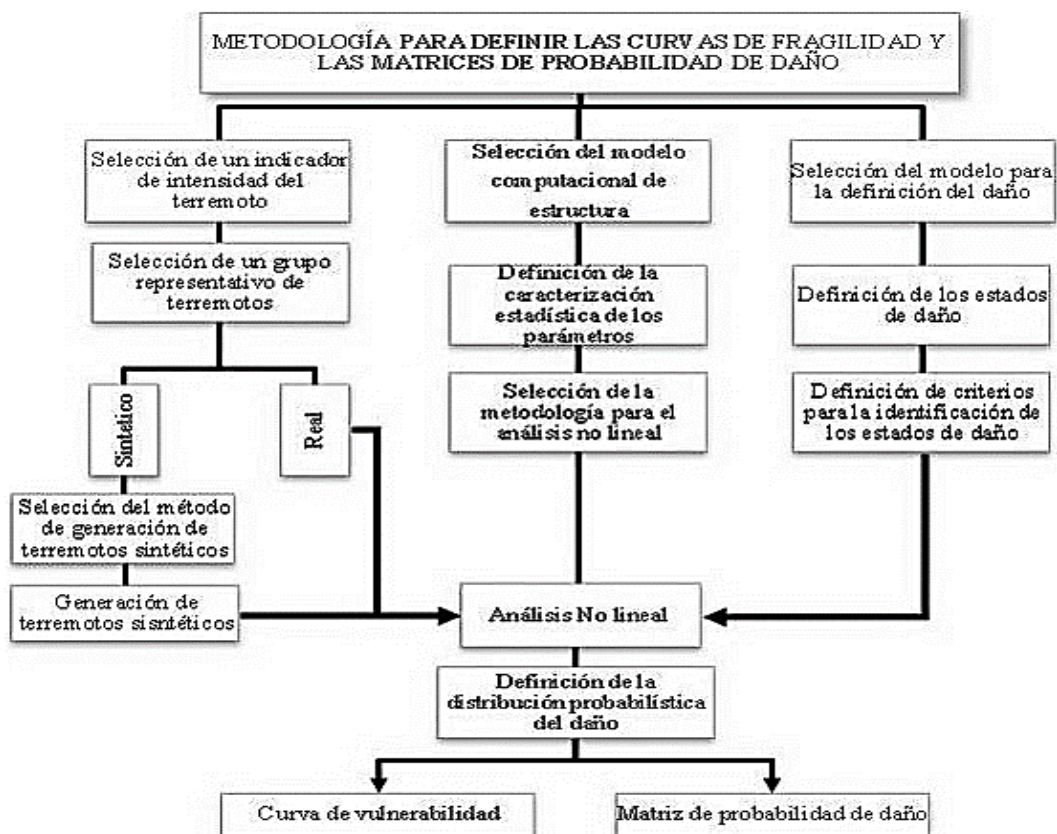 METODOLOGÍA PARA DEFINIR LAS CURVAS DE FRAGILIDAD Y
LAS MATRICES DE PROBABILIDAD DE DAÑO
Selección de un indicador
de intensidad del
terremoto
Selección de un grupo
representativo de
terremotos
Sintético
Real
Selección del método
de generación de
terremotos sintéticos
Generación de
terremotos sisntéticos
Selección del modelo
computacional de
estructura
Definición de la
caracterización
estadística de los
parámetros
Selección de la
metodología para el
análisis no lineal
Selección del modelo para
la definición del daño
Definición de los estados
de daño
Definición de criterios
para la identificación de
los estados de daño
Análisis No lineal
Definición de la
distribución probabilística
del daño
Curva de vulnerabilidad
Matriz de probabilidad de daño